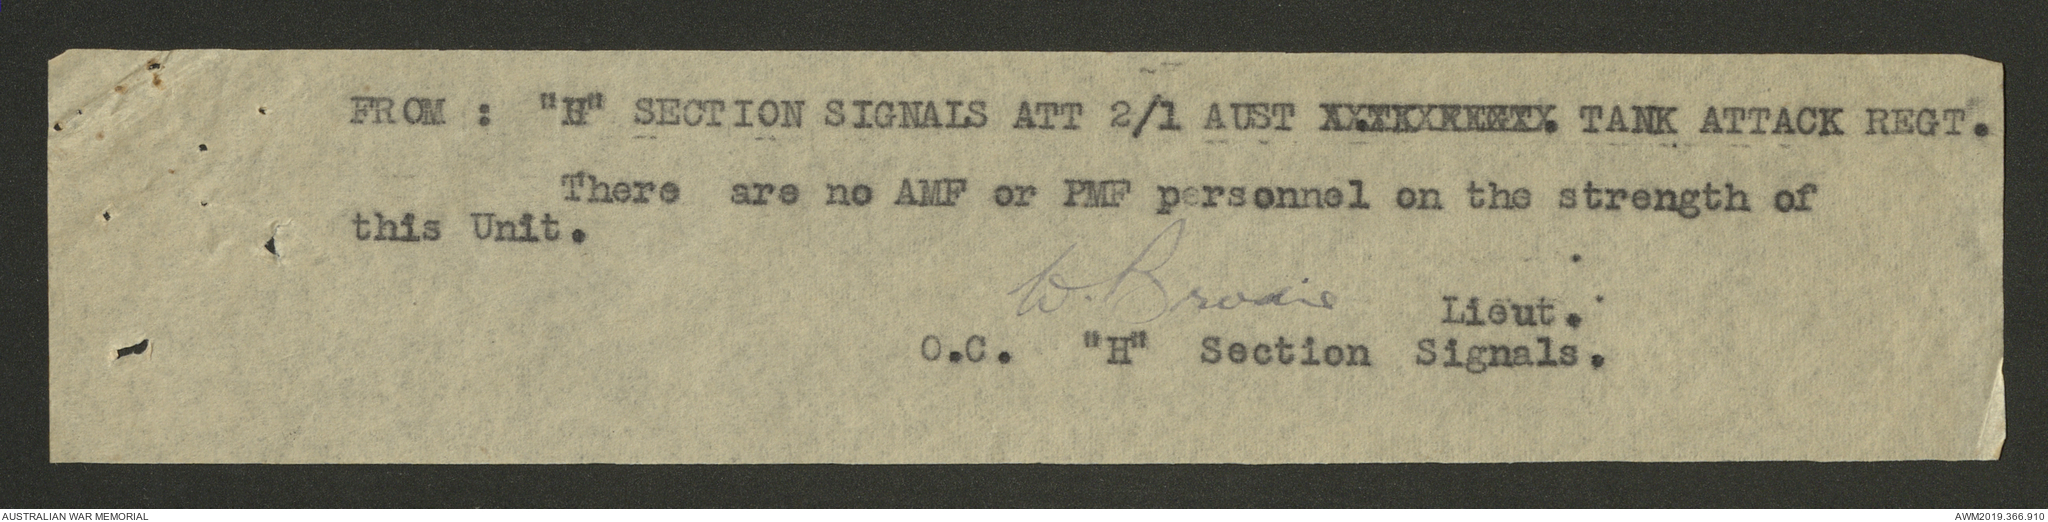 FROM : "H" SECTION SIGNALS ATT 2/1 AUST TANK ATTACK REGT.
There are no AMF or PMF personnel on the strength of
this Unit.
W. Brodie Lieut.
O.C. "H" Section Signals.
AUSTRALIAN WAR MEMORIAL
AWM2019.366.910